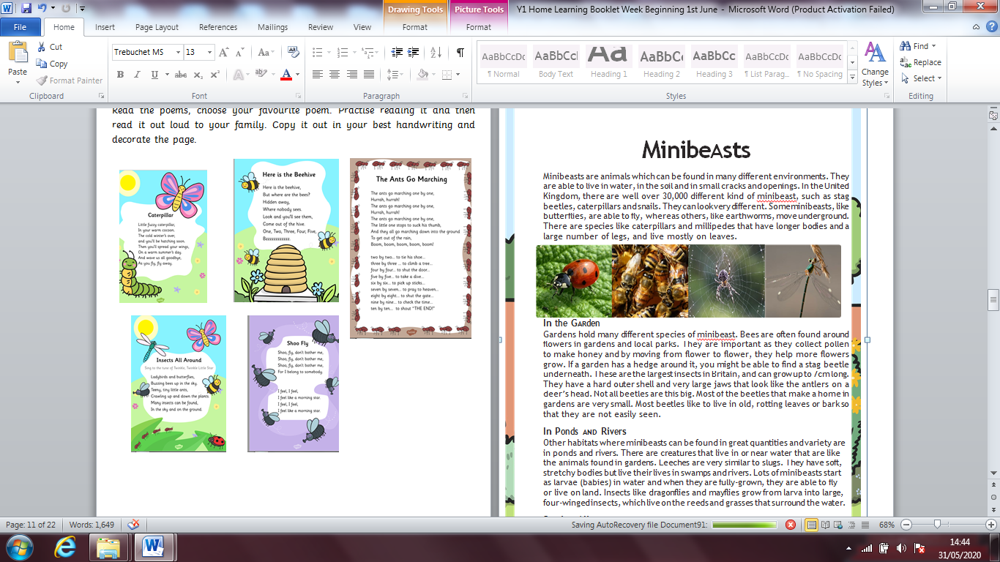 Drawing Tools
Picture Tools
Y1 Home Learning Booklet Week Beginning 1st June - Microsoft Word (Product Activation Failed)
File
Home
Insert
Page Layout
References
Mailings
Review
View
Format
Format
Paste
Cut
Copy
Format Painter
Clipboard
Trebuchet MS
13
Font
Paragraph
AaBbCcDc
¶ Normal
AaBbCcI
Body Text
Aa
Heading 1
AaBbCc
Heading 2
AaBbCc
Heading 3
AaBbCcDc
¶ List Parag...
AaBbCcDc
¶ No Spacing
Styles
Change
Styles
Find
Replace
Select
Editing
Read the poems, choose your favourite poem. Practise reading it and then
read it out loud to your family. Copy it out in your best handwriting and
decorate the page.
Caterpillar
Little fuzzy caterpillar,
In your warm cocoon.
The cold winter's over,
and you'll be hatching soon.
Then you'll spread your wings,
On a warm summer's day.
And wave us all goodbye,
As you fly, fly away.
Here is the Beehive
Here is the beehive,
But where are the bees?
Hidden away,
Where nobody sees.
Look and you'll see them,
Come out of the hive.
One, Two, Three, Four, Five,
Bzzzzzzzzzzzz.
The Ants Go Marching
The ants go marching one by one,
Hurrah, hurrah!
The ants go marching one by one,
Hurrah, hurrah!
The ants go marching one by one,
The little one stops to suck his thumb,
And they all go marching down into the ground
To get out of the rain,
Boom, boom, boom, boom, boom!
two by two... to tie his shoe...
three by three ... to climb a tree...
four by four... to shut the door...
five by five... to take a dive...
six by six... to pick up sticks...
seven by seven... to pray to heaven...
eight by eight... to shut the gate...
nine by nine... to check the time...
ten by ten... to shout "THE END!"
Insects All Around
Sing to the tune of Twinkle, Twinkle Little Star
Ladybirds and butterflies,
Buzzing bees up in the sky.
Teeny, tiny little ants,
Crawling up and down the plants.
Many insects can be found,
In the sky and on the ground.
Shoo Fly
Shoo, fly, don't bother me,
Shoo, fly, don't bother me,
Shoo, fly, don't bother me,
For I belong to somebody.
I feel, I feel,
I feel like a morning star.
I feel, I feel,
I feel like a morning star.
MinibeAsts
Minibeasts are animals which can be found in many different environments. They
are able to live in water, in the soil and in small cracks and openings. In the United
Kingdom, there are well over 30,000 different kind of minibeast, such as stag
beetles, caterpillars and snails. They can look very different. Some minibeasts, like
butterflies, are able to fly, whereas others, like earthworms, move underground.
There are species like caterpillars and millipedes that have longer bodies and a
large number of legs, and live mostly on leaves.
In the Garden
Gardens hold many different species of minibeast. Bees are often found around
flowers in gardens and local parks. They are important as they collect pollen
to make honey and by moving from flower to flower, they help more flowers
grow. If a garden has a hedge around it, you might be able to find a stag beetle
underneath. These are the largest insects in Britain, and can grow up to 7cm long.
They have a hard outer shell and very large jaws that look like the antlers on a
deer's head. Not all beetles are this big. Most of the beetles that make a home in
gardens are very small. Most beetles like to live in old, rotting leaves or bark so
that they are not easily seen.
In Ponds and Rivers
Other habitats where minibeasts can be found in great quantities and variety are
in ponds and rivers. There are creatures that live in or near water that are like
the animals found in gardens. Leeches are very similar to slugs. They have soft,
stretchy bodies but live their lives in swamps and rivers. Lots of minibeasts start
as larvae (babies) in water and when they are fully-grown, they are able to fly
or live on land. Insects like dragonflies and mayflies grow from larva into large,
four-winged insects, which live on the reeds and grasses that surround the water.
Page: 11 of 22
Words: 1,649
Saving AutoRecovery file Document91:
68%
14:44
31/05/2020